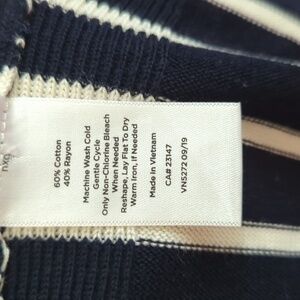 60% Cotton
40% Rayon
Machine Wash Cold
Gentle Cycle
Only Non-Chlorine Bleach
When Needed
Reshape, Lay Flat To Dry
Warm Iron, If Needed
Made in Vietnam
CA# 23147
VN5272 09/19